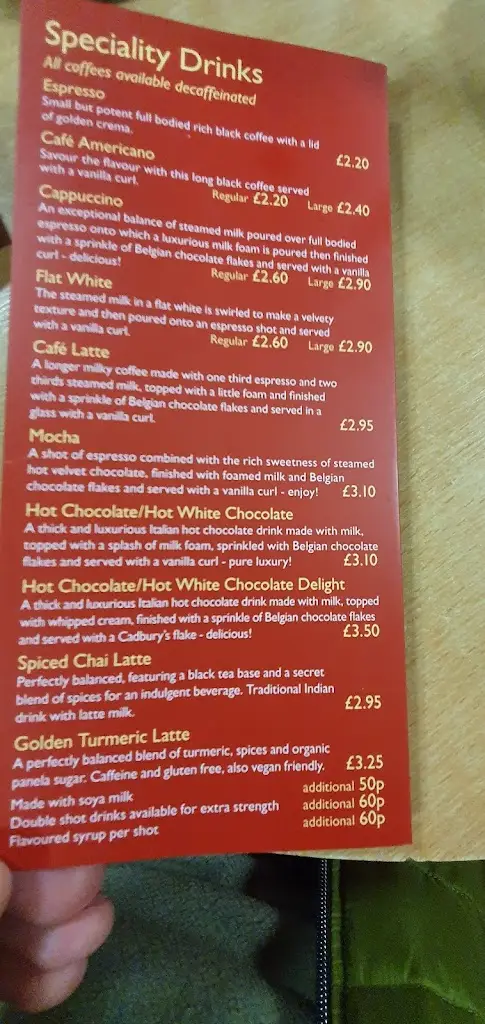 Speciality Drinks
All coffees available decaffeinated
Espresso
Small but potent full bodied rich black coffee with a lid
of golden crema.
£2.20
Café Americano
Savour the flavour with this long black coffee served
with a vanilla curl.
Regular £2.20 Large £2.40
Cappuccino
An exceptional balance of steamed milk poured over full bodied
espresso onto which a luxurious milk foam is poured then finished
with a sprinkle of Belgian chocolate flakes and served with a vanilla
curl - delicious!
Regular £2.60 Large £2.90
Flat White
The steamed milk in a flat white is swirled to make a velvety
texture and then poured onto an espresso shot and served
with a vanilla curl.
Regular £2.60 Large £2.90
Café Latte
A longer milky coffee made with one third espresso and two
thirds steamed milk, topped with a little foam and finished
with a sprinkle of Belgian chocolate flakes and served in a
glass with a vanilla curl.
£2.95
Mocha
A shot of espresso combined with the rich sweetness of steamed
hot velvet chocolate, finished with foamed milk and Belgian
chocolate flakes and served with a vanilla curl - enjoy! £3.10
Hot Chocolate/Hot White Chocolate
A thick and luxurious Italian hot chocolate drink made with milk,
topped with a splash of milk foam, sprinkled with Belgian chocolate
flakes and served with a vanilla curl - pure luxury! £3.10
Hot Chocolate/Hot White Chocolate Delight
A thick and luxurious Italian hot chocolate drink made with milk, topped
with whipped cream, finished with a sprinkle of Belgian chocolate flakes
and served with a Cadbury's flake - delicious! £3.50
Spiced Chai Latte
Perfectly balanced, featuring a black tea base and a secret
blend of spices for an indulgent beverage. Traditional Indian
drink with latte milk.
£2.95
Golden Turmeric Latte
A perfectly balanced blend of turmeric, spices and organic
panela sugar. Caffeine and gluten free, also vegan friendly. £3.25
Made with soya milk additional 50p
Double shot drinks available for extra strength additional 60p
Flavoured syrup per shot additional 60p